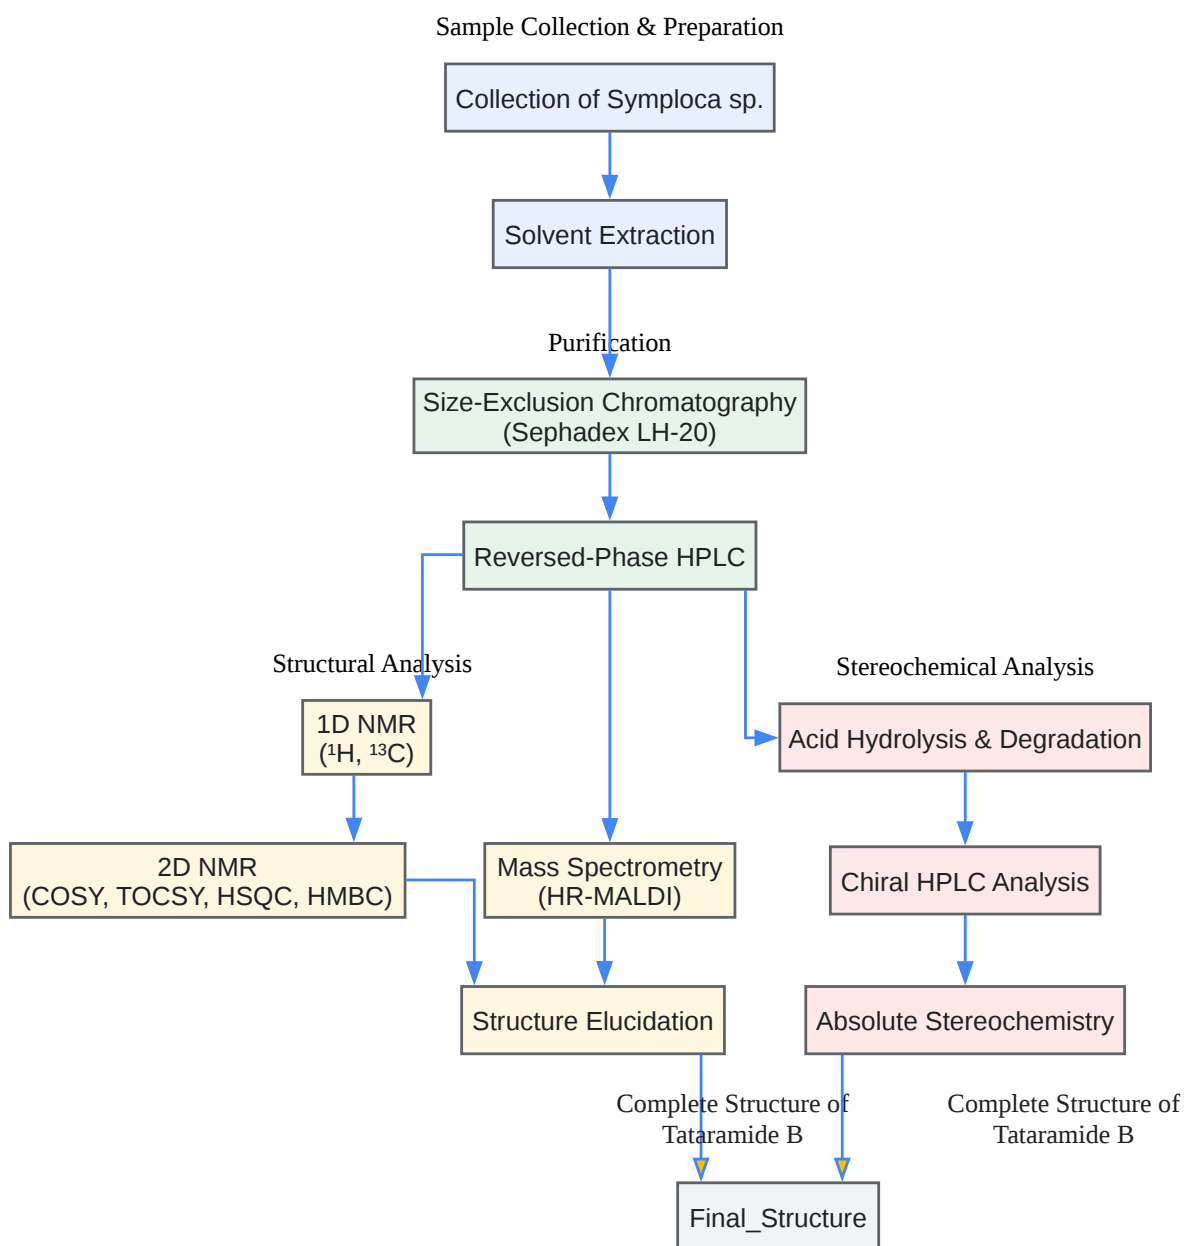 Sample Collection & Preparation
Collection of Symploca sp.
Solvent Extraction
Purification
Size-Exclusion Chromatography
(Sephadex LH-20)
Reversed-Phase HPLC
Structural Analysis
Stereochemical Analysis
1D NMR
(¹H, ¹³C)
Acid Hydrolysis & Degradation
2D NMR
(COSY, TOCSY, HSQC, HMBC)
Mass Spectrometry
(HR-MALDI)
Chiral HPLC Analysis
Structure Elucidation
Absolute Stereochemistry
Complete Structure of
Tataramide B
Complete Structure of
Tataramide B
Final_Structure